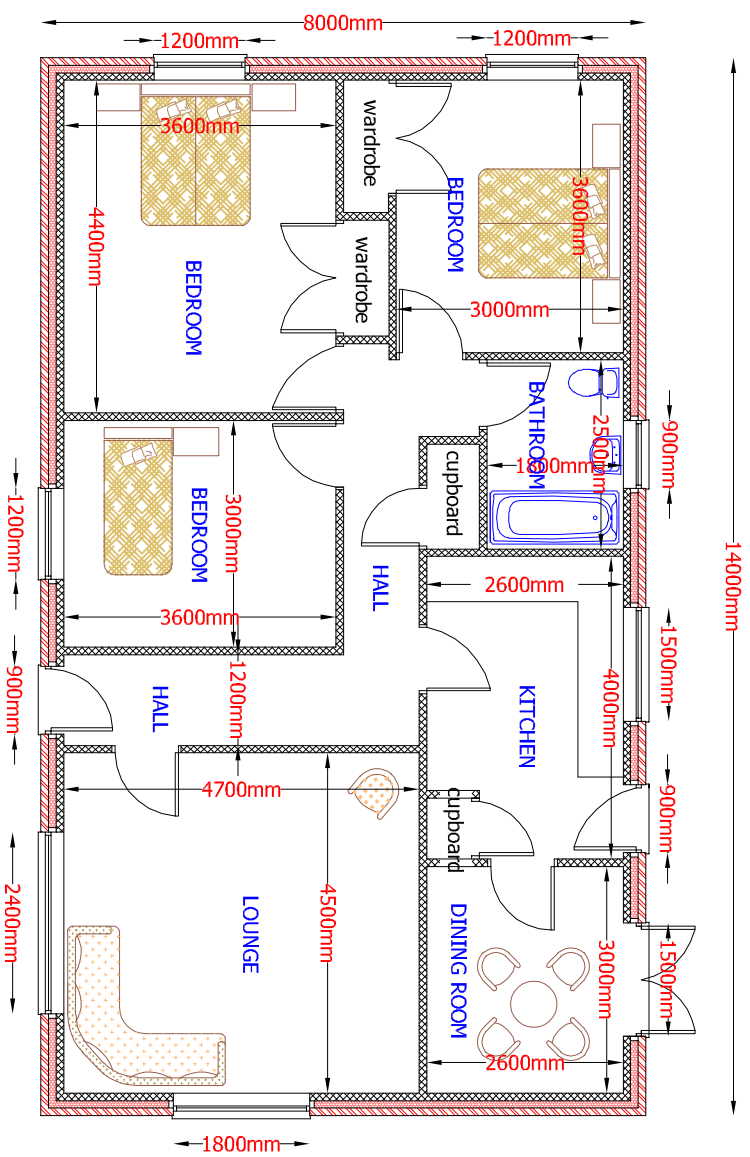 8000mm
1200mm
1200mm
wardrobe
3600mm
BEDROOM
3600mm
4400mm
wardrobe
BEDROOM
3000mm
BATHROOM
2500mm
1800mm
900mm
cupboard
BEDROOM
3000mm
1200mm
14000mm
HALL
2600mm
3600mm
1500mm
4000mm
HALL
1200mm
900mm
KITCHEN
4700mm
900mm
cupboard
LOUNGE
4500mm
2400mm
DINING ROOM
3000mm
1500mm
2600mm
1800mm